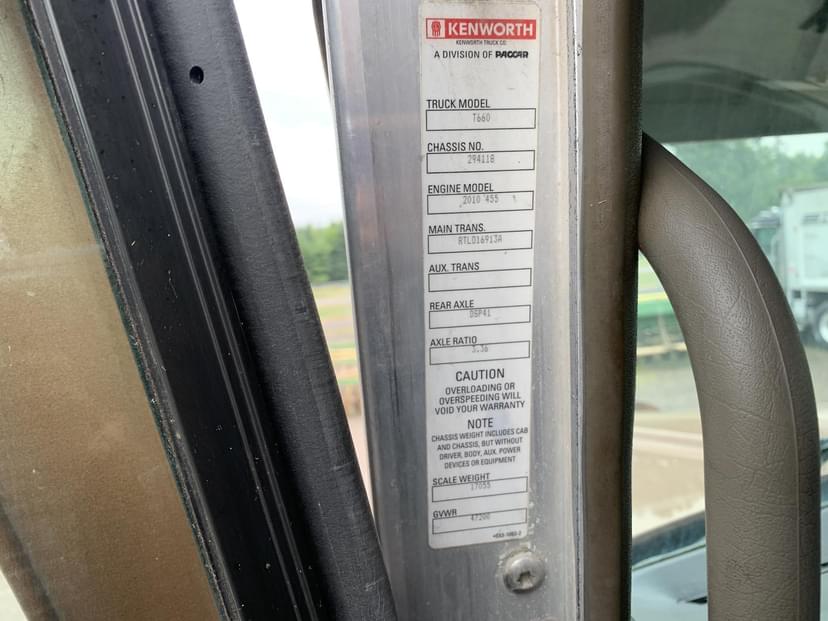 KENWORTH
KENWORTH TRUCK CO.
A DIVISION OF PACCAR
TRUCK MODEL
T660
CHASSIS NO.
294118
ENGINE MODEL
2010 455
MAIN TRANS.
RTLO16913A
AUX. TRANS
REAR AXLE
DSP41
AXLE RATIO
3.36
CAUTION
OVERLOADING OR
OVERSPEEDING WILL
VOID YOUR WARRANTY
NOTE
CHASSIS WEIGHT INCLUDES CAB
AND CHASSIS, BUT WITHOUT
DRIVER, BODY, AUX. POWER
DEVICES OR EQUIPMENT
SCALE WEIGHT
17055
GVWR
47200